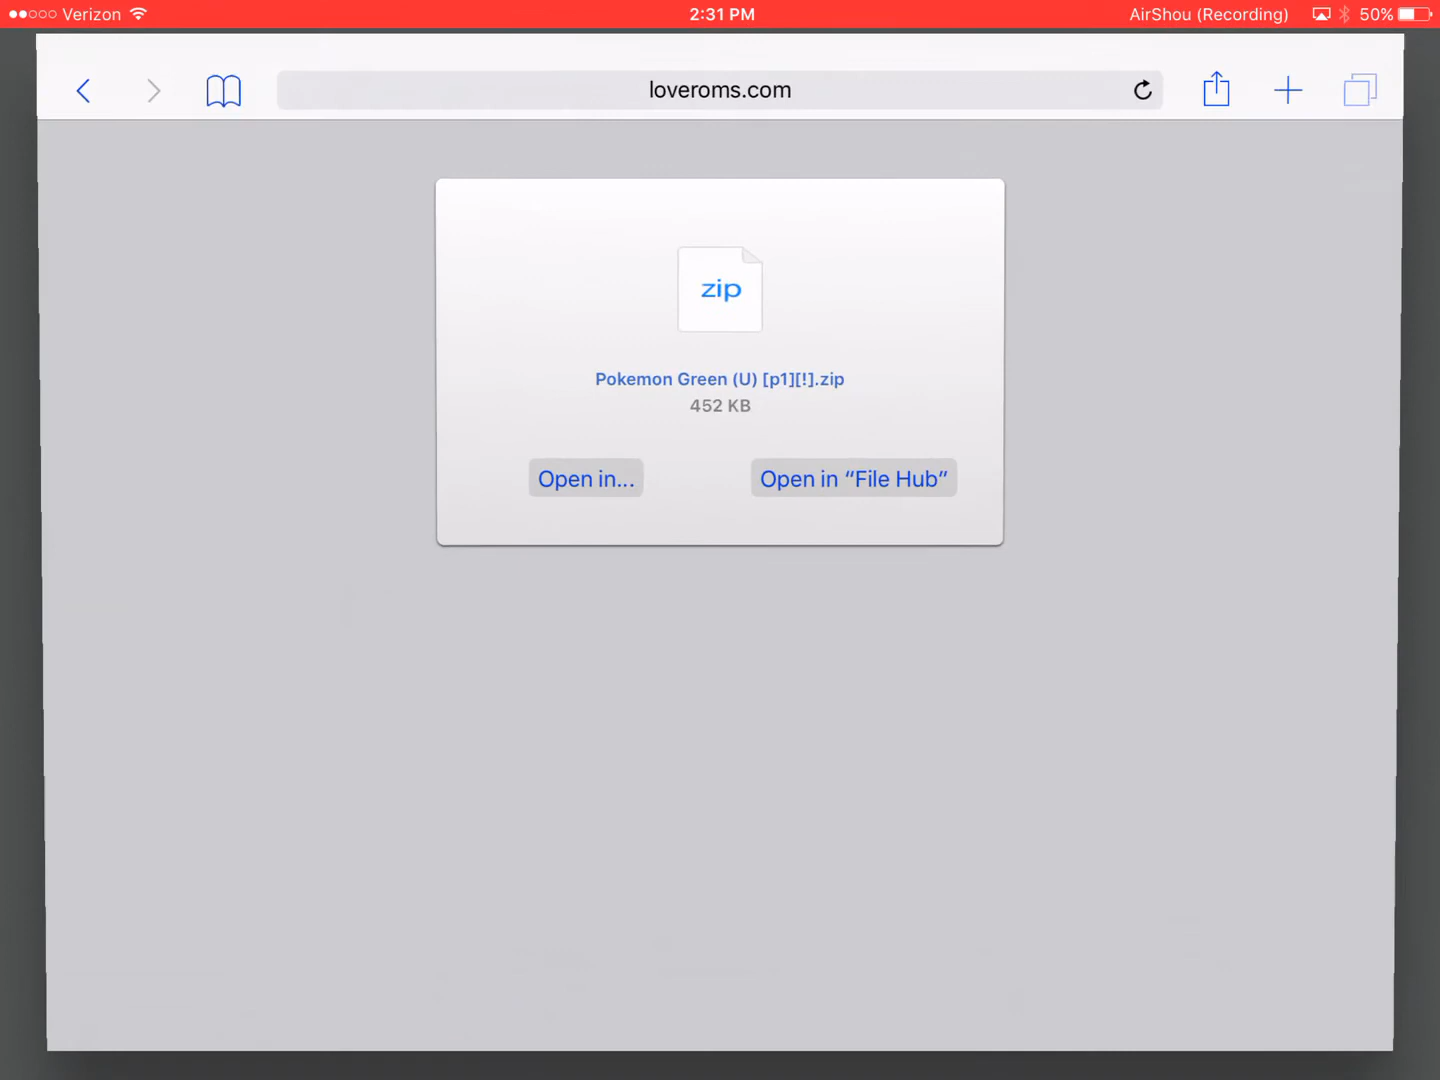 Verizon 2:31 PM AirShou (Recording) 50%
loveroms.com
zip
Pokemon Green (U) [p1][!].zip
452 KB
Open in... Open in “File Hub”